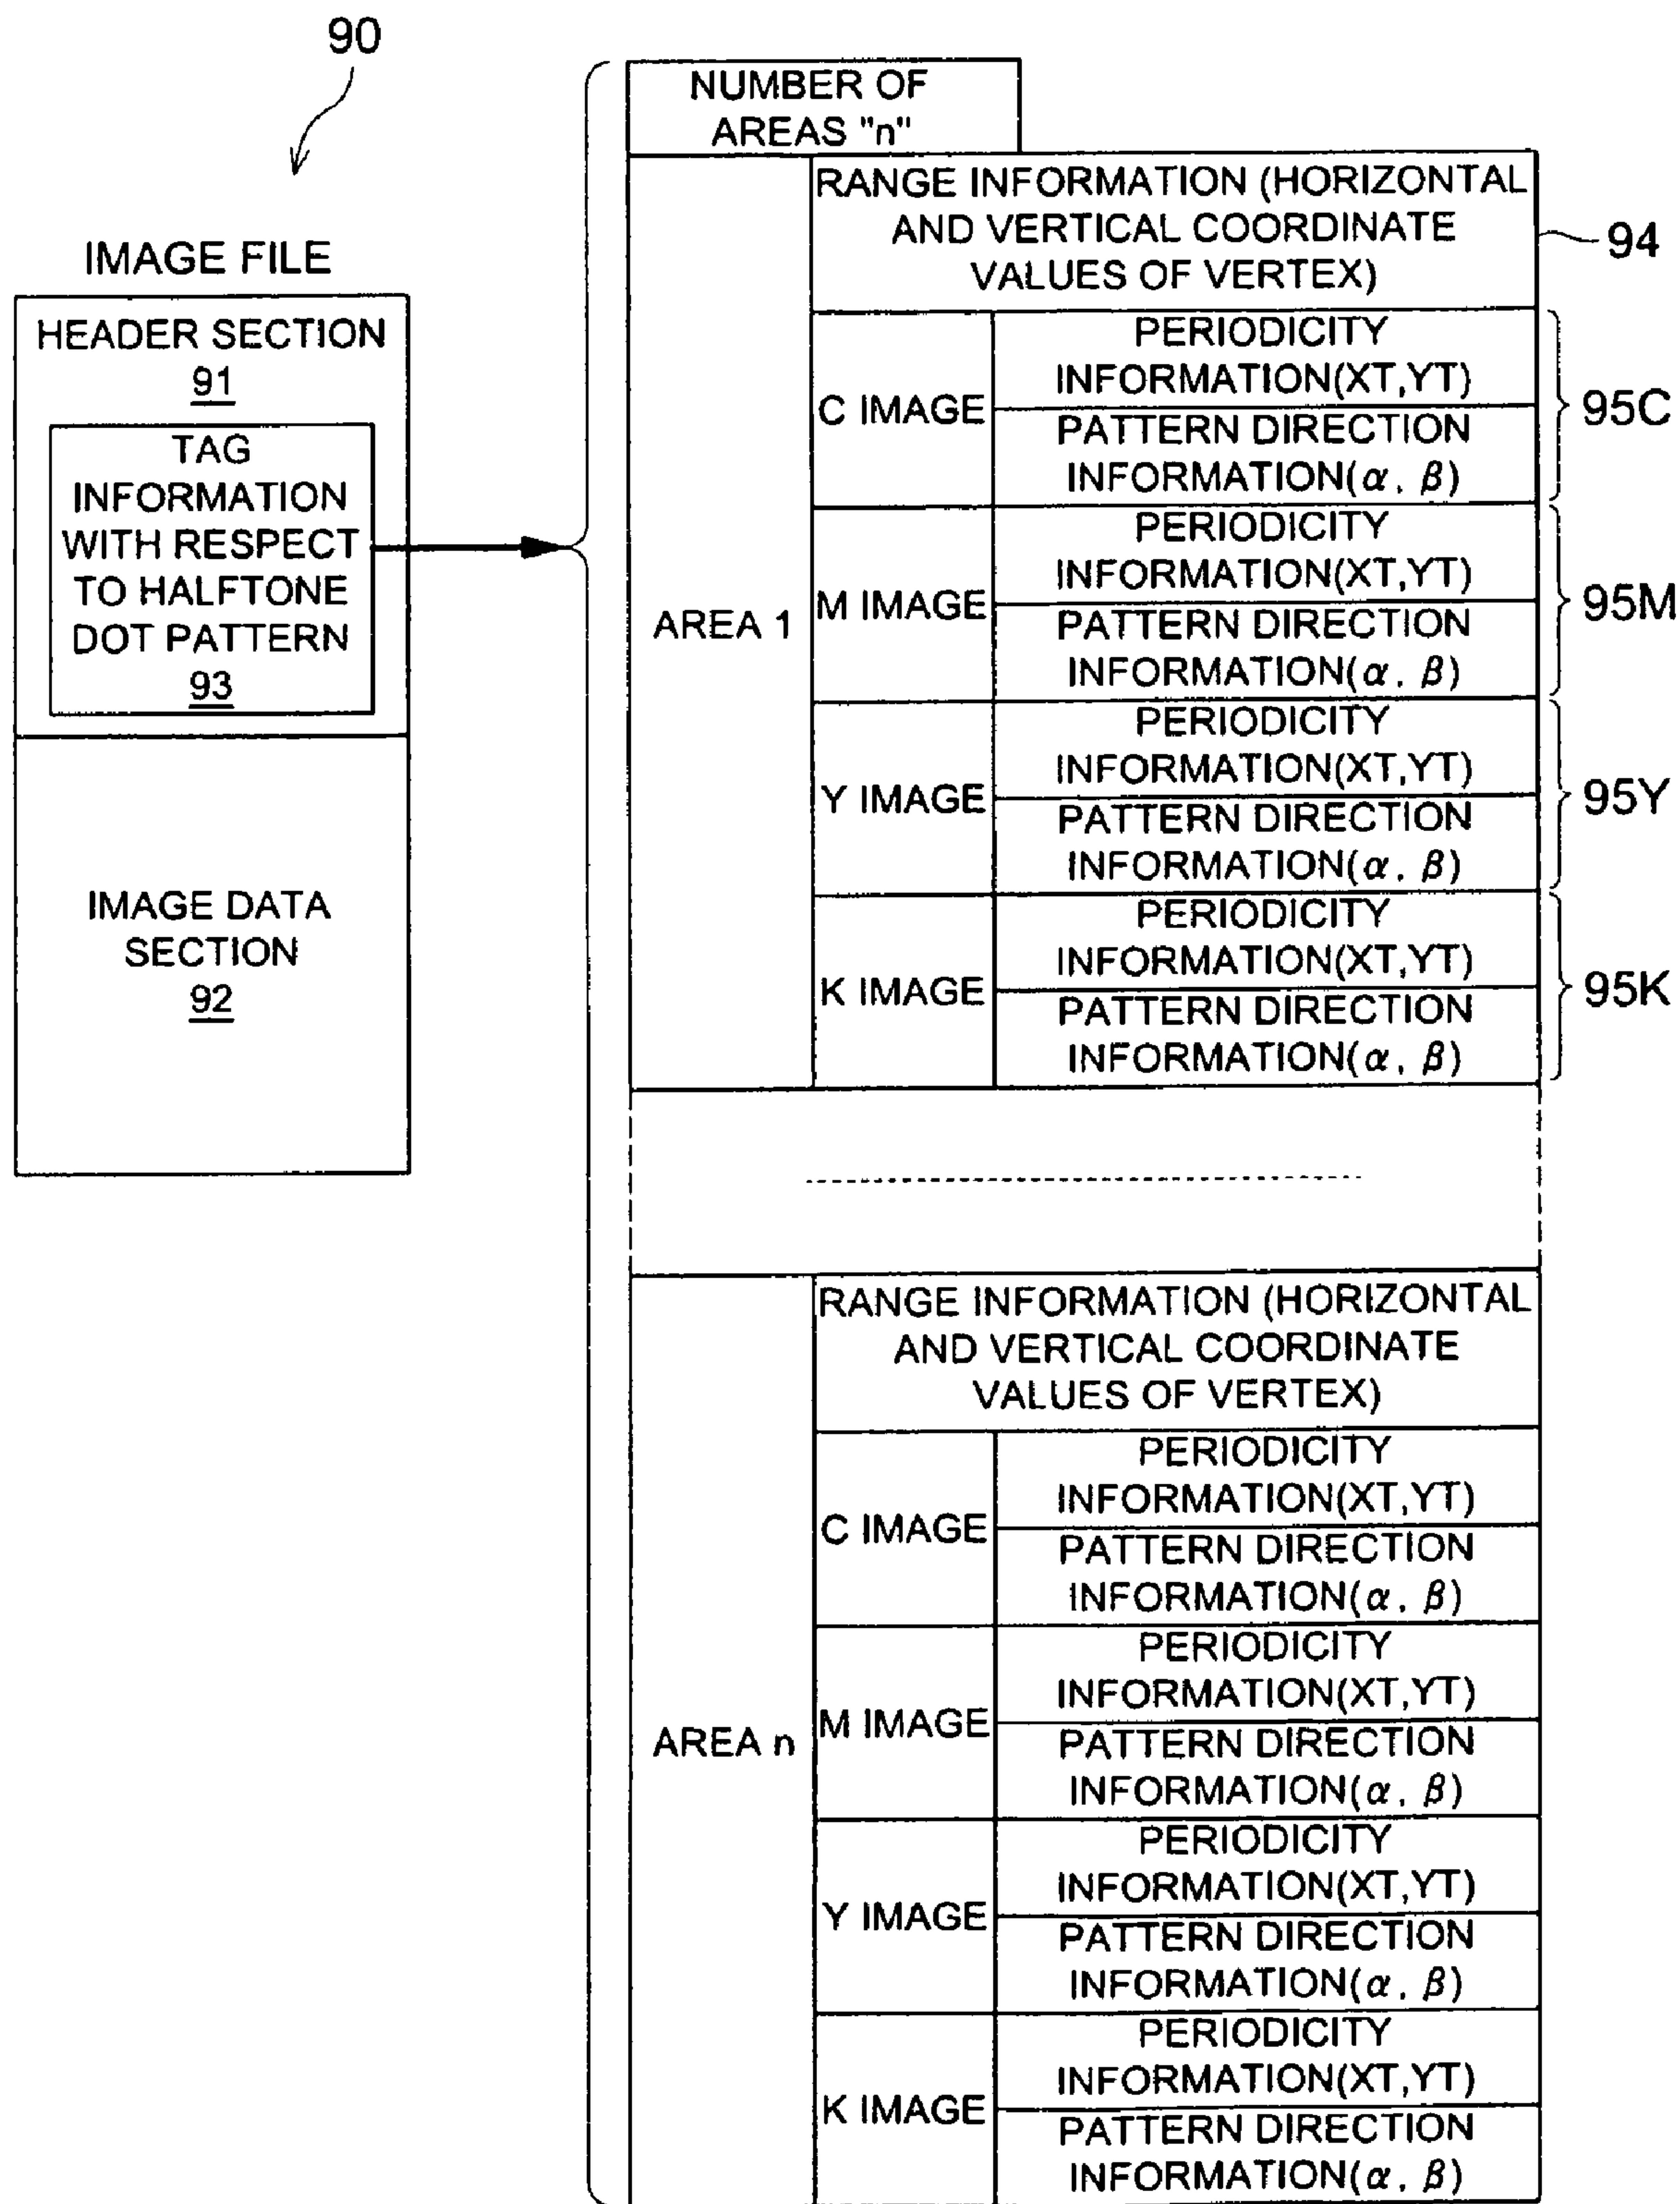 90
IMAGE FILE
HEADER SECTION
91
TAG
INFORMATION
WITH RESPECT
TO HALFTONE
DOT PATTERN
93
IMAGE DATA
SECTION
92
NUMBER OF
AREAS "n"
AREA 1
RANGE INFORMATION (HORIZONTAL
AND VERTICAL COORDINATE
VALUES OF VERTEX)
94
C IMAGE
PERIODICITY
INFORMATION(XT,YT)
PATTERN DIRECTION
INFORMATION(α, β)
95C
M IMAGE
PERIODICITY
INFORMATION(XT,YT)
PATTERN DIRECTION
INFORMATION(α, β)
95M
Y IMAGE
PERIODICITY
INFORMATION(XT,YT)
PATTERN DIRECTION
INFORMATION(α, β)
95Y
K IMAGE
PERIODICITY
INFORMATION(XT,YT)
PATTERN DIRECTION
INFORMATION(α, β)
95K
AREA n
RANGE INFORMATION (HORIZONTAL
AND VERTICAL COORDINATE
VALUES OF VERTEX)
C IMAGE
PERIODICITY
INFORMATION(XT,YT)
PATTERN DIRECTION
INFORMATION(α, β)
M IMAGE
PERIODICITY
INFORMATION(XT,YT)
PATTERN DIRECTION
INFORMATION(α, β)
Y IMAGE
PERIODICITY
INFORMATION(XT,YT)
PATTERN DIRECTION
INFORMATION(α, β)
K IMAGE
PERIODICITY
INFORMATION(XT,YT)
PATTERN DIRECTION
INFORMATION(α, β)